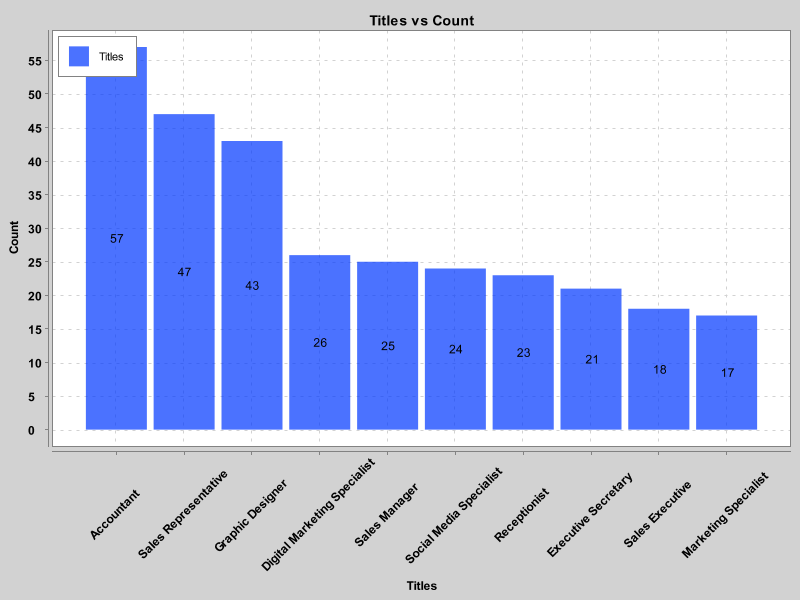 Titles vs Count
Titles
Count
55
50
45
40
35
30
25
20
15
10
5
0
57
47
43
26
25
24
23
21
18
17
Accountant
Sales Representative
Graphic Designer
Digital Marketing Specialist
Sales Manager
Social Media Specialist
Receptionist
Executive Secretary
Sales Executive
Marketing Specialist
Titles